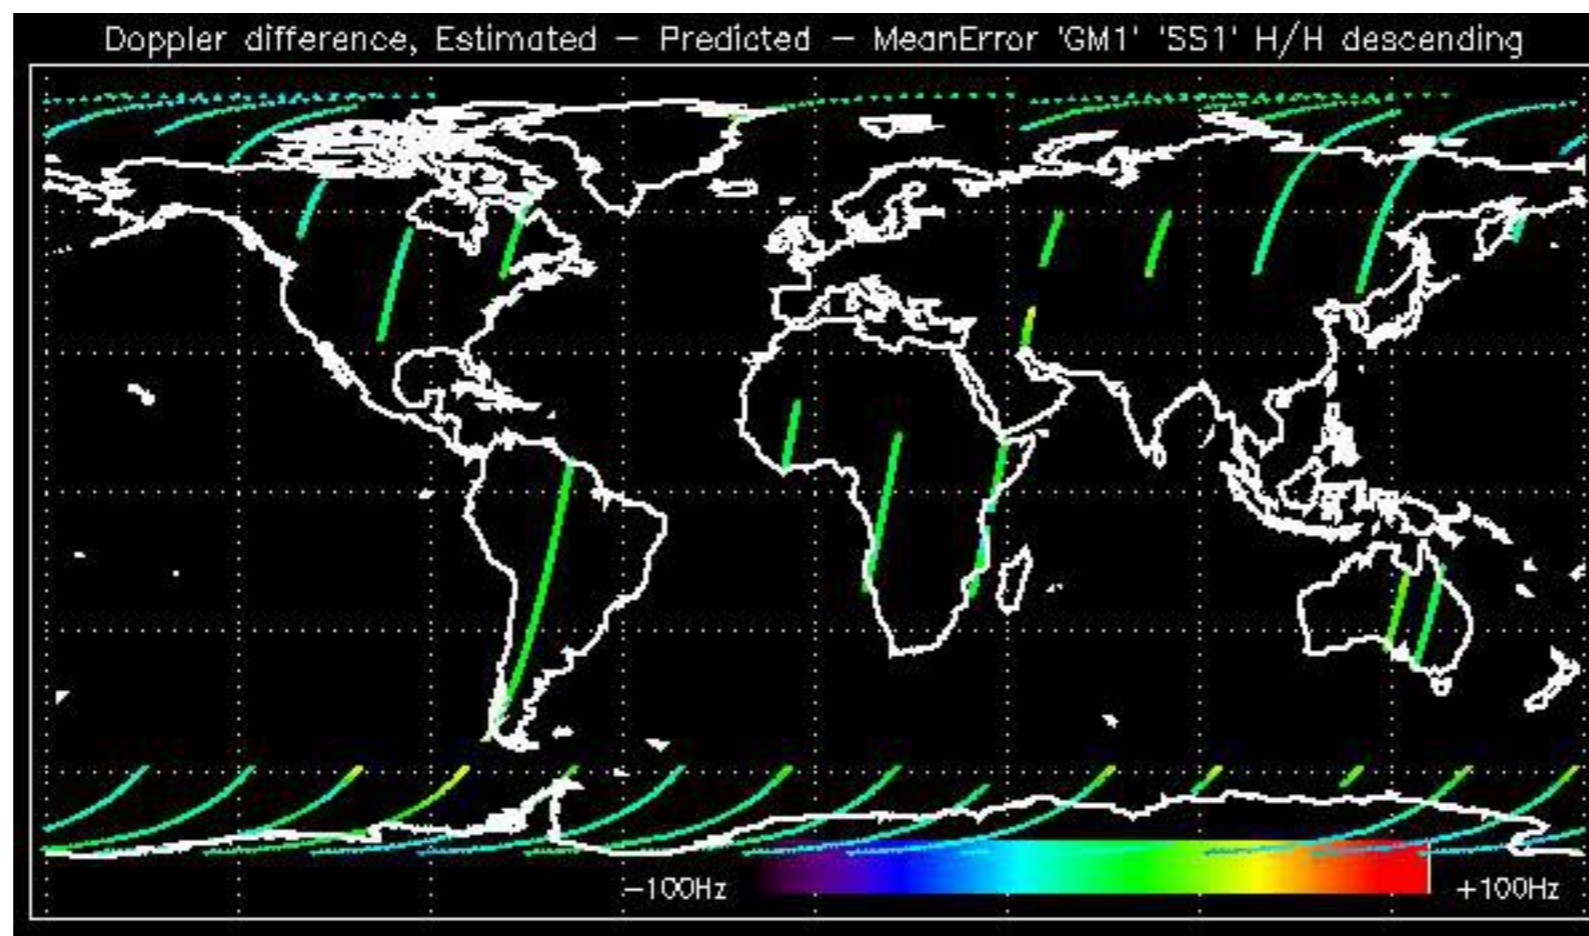 Doppler difference, Estimated – Predicted – MeanError 'GM1' 'SS1' H/H descending
–100Hz +100Hz